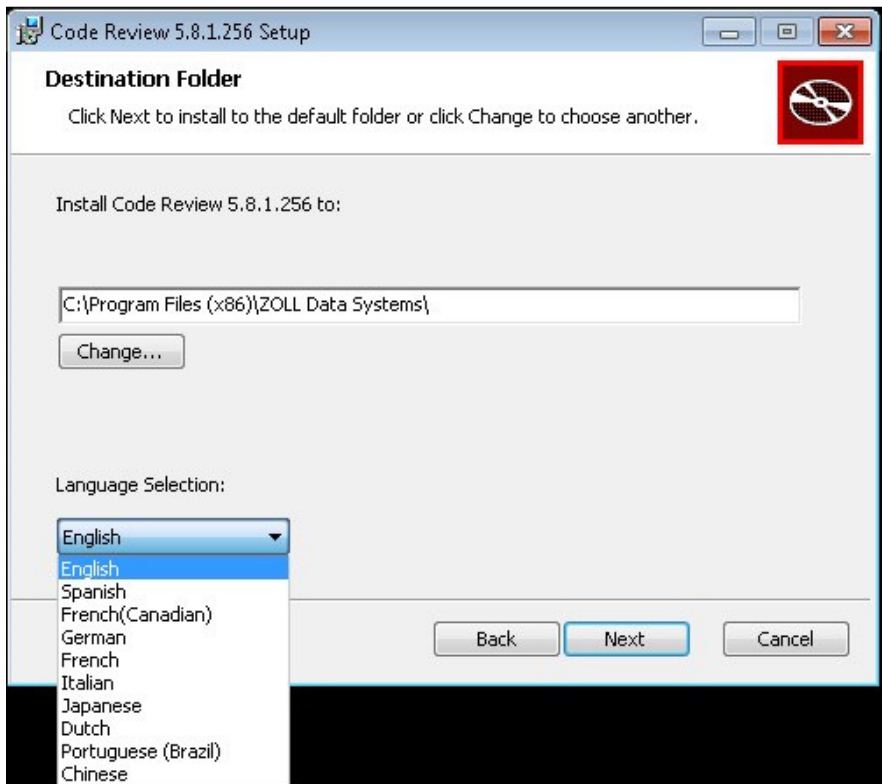 Code Review 5.8.1.256 Setup
Destination Folder
Click Next to install to the default folder or click Change to choose another.
Install Code Review 5.8.1.256 to:
C:\Program Files (x86)\ZOLL Data Systems\
Change...
Language Selection:
English
English
Spanish
French(Canadian)
German
French
Italian
Japanese
Dutch
Portuguese (Brazil)
Chinese
Back Next Cancel